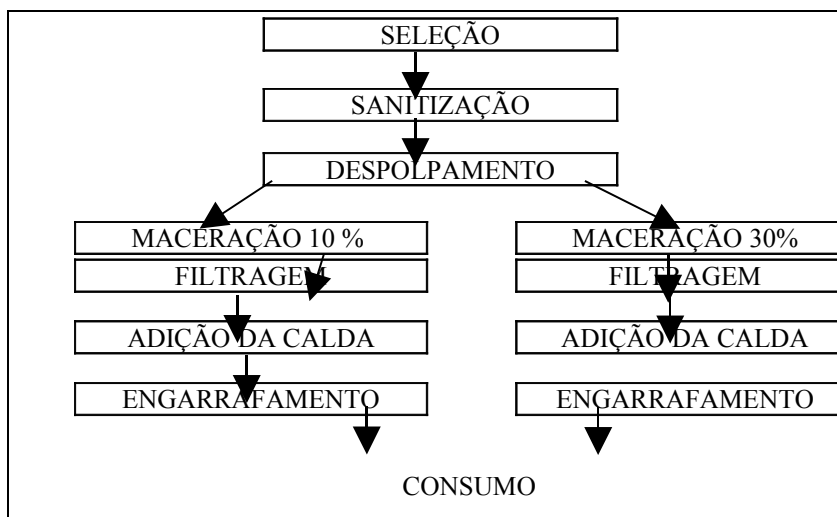 SELEÇÃO
SANITIZAÇÃO
DESPOLPAMENTO
MACERAÇÃO 10 %
MACERAÇÃO 30%
FILTRAGEM
FILTRAGEM
ADIÇÃO DA CALDA
ADIÇÃO DA CALDA
ENGARRAFAMENTO
ENGARRAFAMENTO
CONSUMO